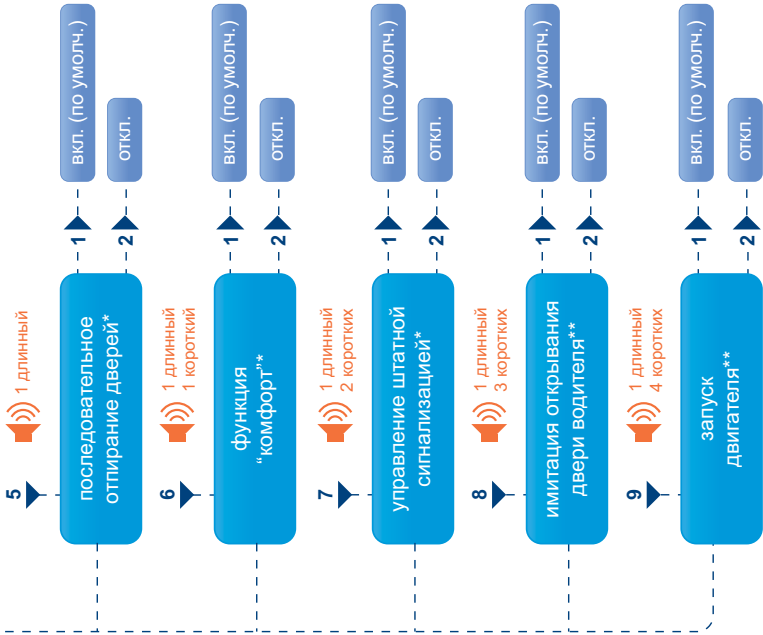 5
1 длинный
последовательное
отпирание дверей*
1
вкл. (по умолч.)
2
откл.
6
1 длинный
1 короткий
функция
“комфорт”*
1
вкл. (по умолч.)
2
откл.
7
1 длинный
2 коротких
управление штатной
сигнализацией*
1
вкл. (по умолч.)
2
откл.
8
1 длинный
3 коротких
имитация открывания
двери водителя**
1
вкл. (по умолч.)
2
откл.
9
1 длинный
4 коротких
запуск
двигателя**
1
вкл. (по умолч.)
2
откл.